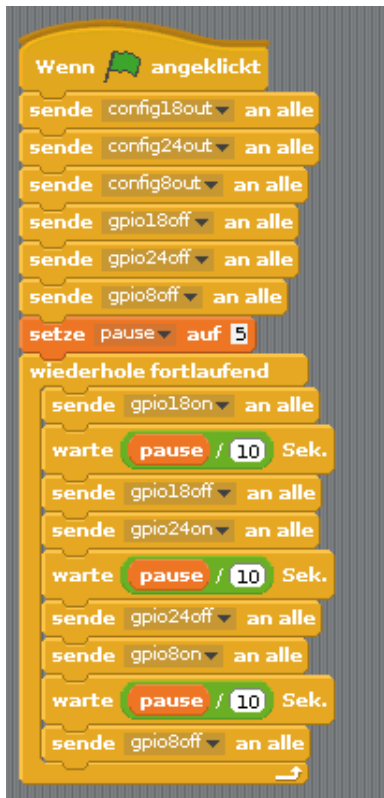 Wenn angeklickt
sende config18out an alle
sende config24out an alle
sende config8out an alle
sende gpio18off an alle
sende gpio24off an alle
sende gpio8off an alle
setze pause auf 5
wiederhole fortlaufend
sende gpio18on an alle
warte pause / 10 Sek.
sende gpio18off an alle
sende gpio24on an alle
warte pause / 10 Sek.
sende gpio24off an alle
sende gpio8on an alle
warte pause / 10 Sek.
sende gpio8off an alle